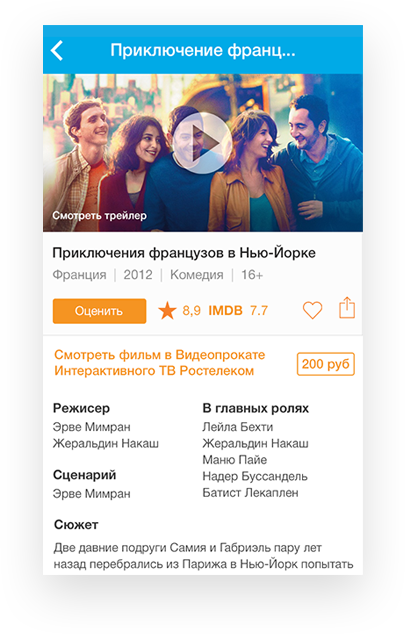 Приключение франц...
Смотреть трейлер
Приключения французов в Нью-Йорке
Франция | 2012 | Комедия | 16+
Оценить 8,9 IMDB 7.7
Смотреть фильм в Видеопрокате
Интерактивного ТВ Ростелеком
200 руб
Режисер
Эрве Мимран
Жеральдин Накаш
Сценарий
Эрве Мимран
В главных ролях
Лейла Бехти
Жеральдин Накаш
Маню Пайе
Надер Буссандель
Батист Лекаплен
Сюжет
Две давние подруги Самия и Габриэль пару лет
назад перебрались из Парижа в Нью-Йорк попытать